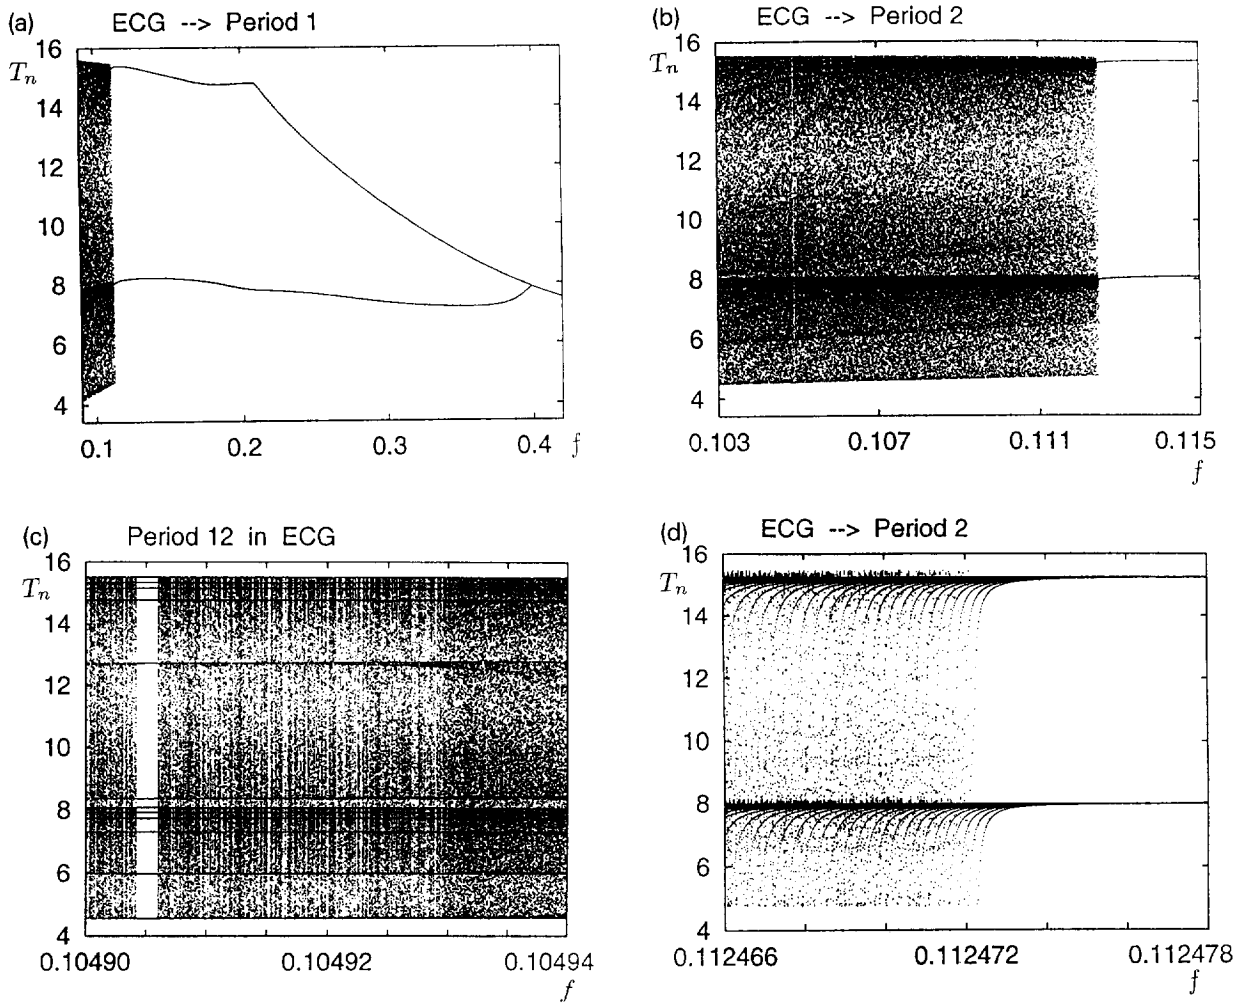 (a) ECG --> Period 1
16
T_n
14
12
10
8
6
4
0.1 0.2 0.3 0.4 f
(b) ECG --> Period 2
16
T_n
14
12
10
8
6
4
0.103 0.107 0.111 0.115
f
(c) Period 12 in ECG
16
T_n
14
12
10
8
6
4
0.10490 0.10492 0.10494
f
(d) ECG --> Period 2
16
T_n
14
12
10
8
6
4
0.112466 0.112472 0.112478
f